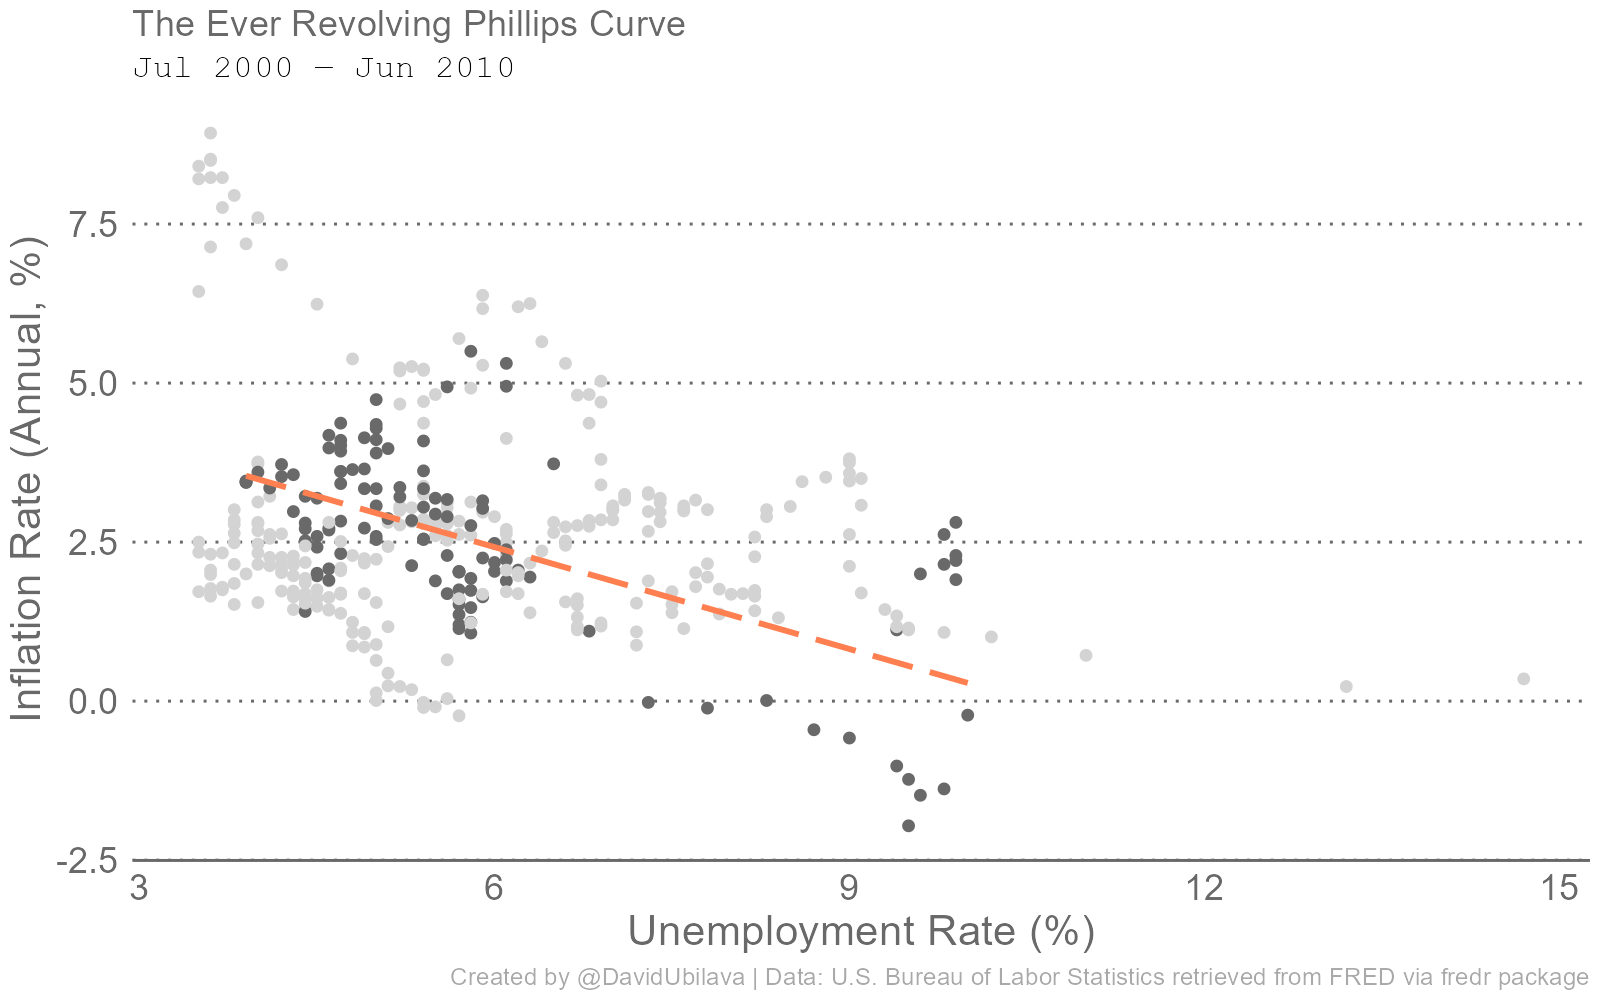 The Ever Revolving Phillips Curve
Jul 2000 — Jun 2010
Inflation Rate (Annual, %)
7.5
5.0
2.5
0.0
-2.5
3 6 9 12 15
Unemployment Rate (%)
Created by @DavidUbilava | Data: U.S. Bureau of Labor Statistics retrieved from FRED via fredr package